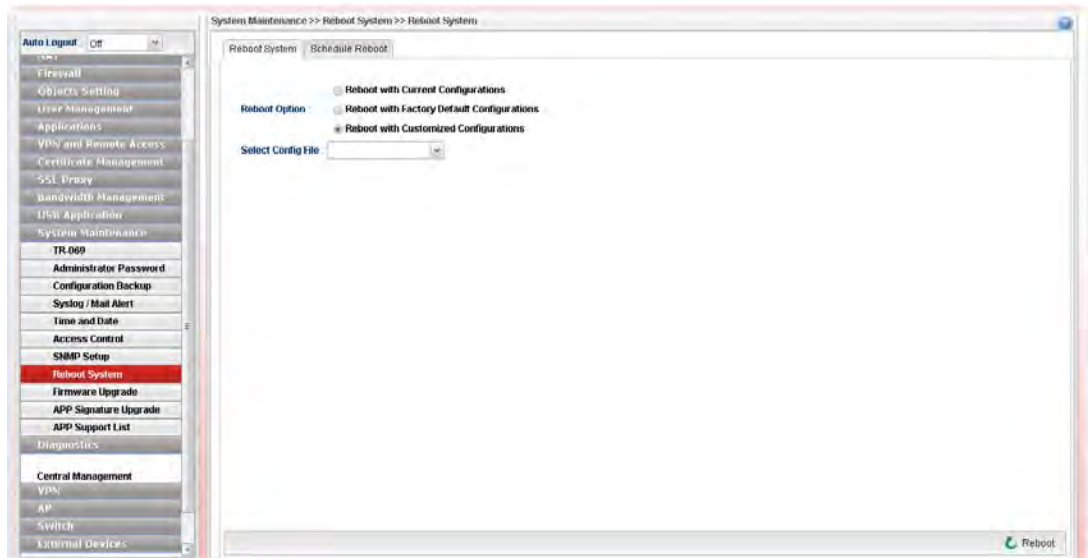 System Maintenance >> Reboot System >> Reboot System
Auto Logout : Off
NAT
Firewall
Objects Setting
User Management
Applications
VPN and Remote Access
Certificate Management
SSL Proxy
Bandwidth Management
USB Application
System Maintenance
TR-069
Administrator Password
Configuration Backup
Syslog / Mail Alert
Time and Date
Access Control
SNMP Setup
Reboot System
Firmware Upgrade
APP Signature Upgrade
APP Support List
Diagnostics
Central Management
VPN
AP
Switch
External Devices
Reboot System
Schedule Reboot
Reboot Option :
Reboot with Current Configurations
Reboot with Factory Default Configurations
Reboot with Customized Configurations
Select Config File :
Reboot